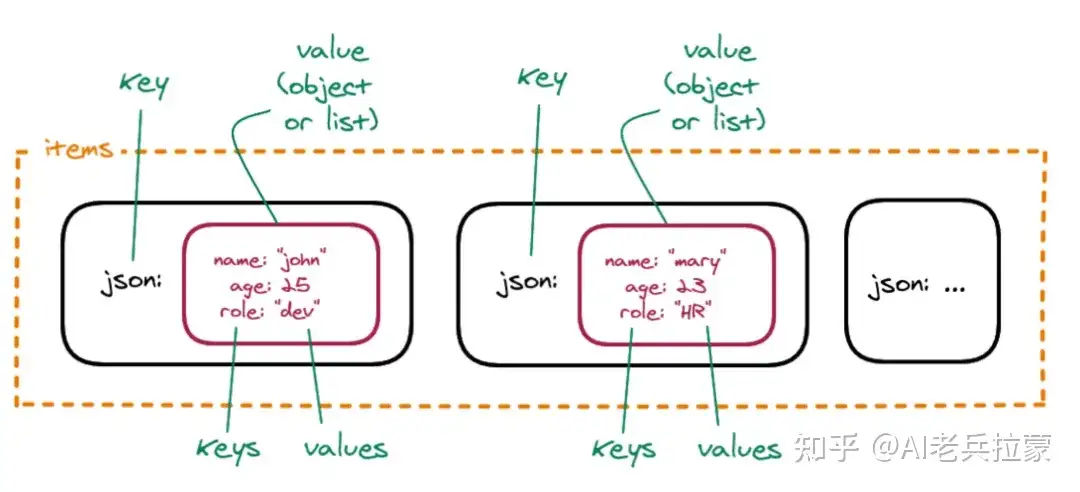 key
value
(object
or list)
key
value
(object
or list)
items
json:
name: "john"
age: 25
role: "dev"
json:
name: "mary"
age: 23
role: "HR"
json: ...
keys
values
keys
values
知乎 @AI老兵拉蒙